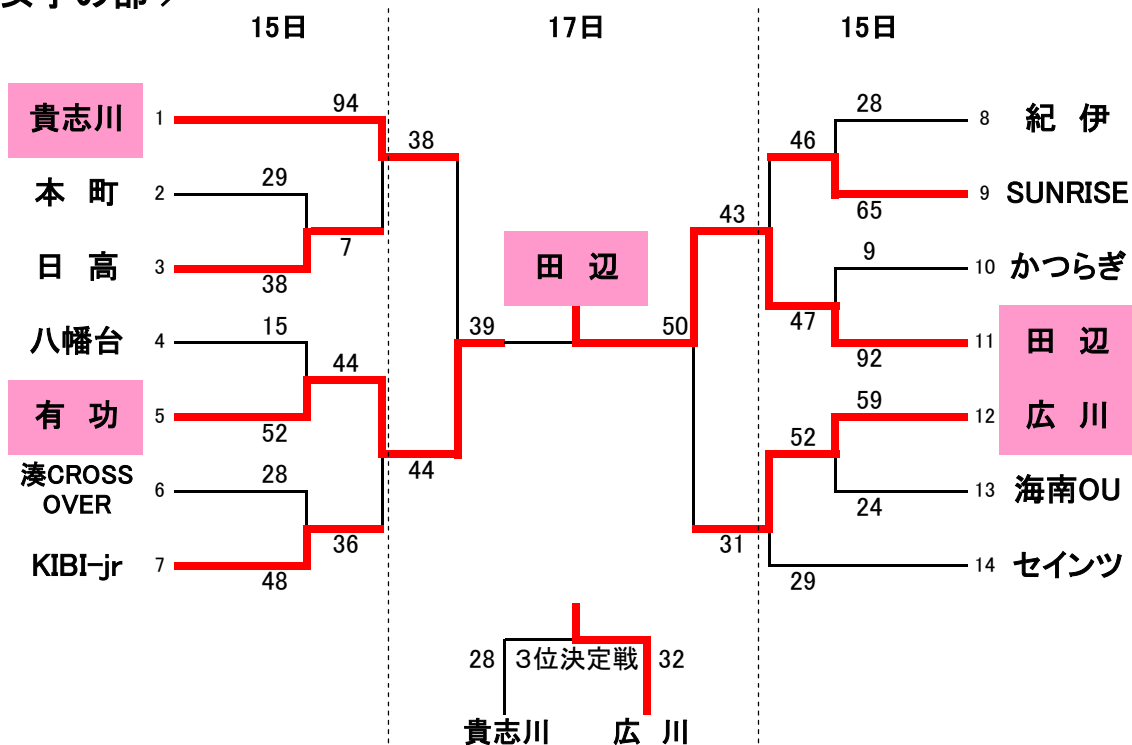 15日 17日 15日
貴志川 1 94 28 8 紀 伊
38 46
本 町 2 29 65 9 SUNRISE
7 43
日 高 3 38 田 辺 9 10 かつらぎ
八幡台 4 15 39 50 47 92 11 田 辺
44 59
有 功 5 52 52 12 広 川
44
湊CROSS
OVER 6 28 24 13 海南OU
36 31
KIBI-jr 7 48 29 14 セインツ
28 3位決定戦 32
貴志川 広 川